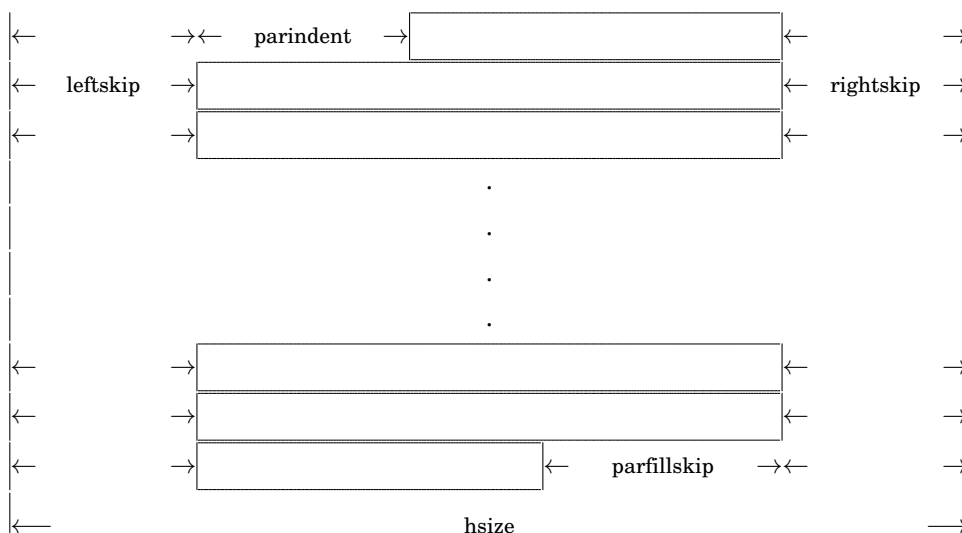 parindent
leftskip rightskip
.
.
.
.
parfillskip
hsize